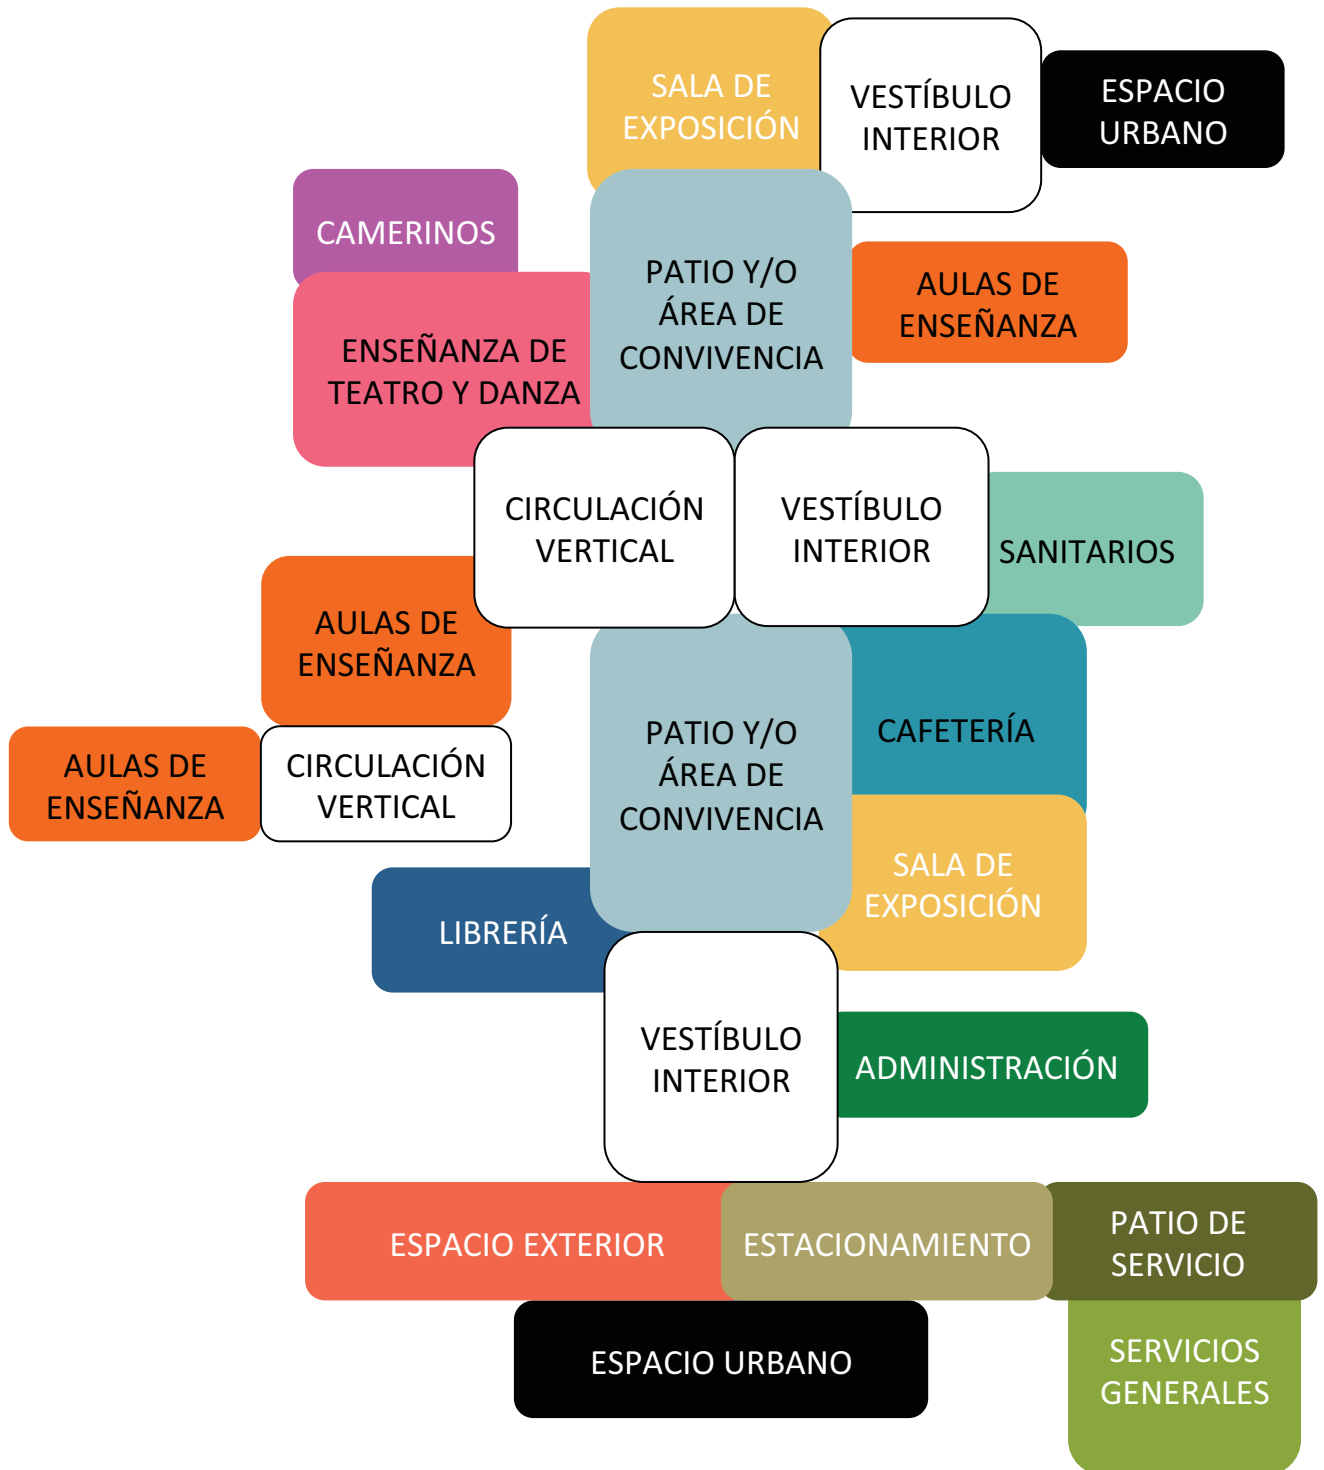 SALA DE
EXPOSICIÓN
VESTÍBULO
INTERIOR
ESPACIO
URBANO
CAMERINOS
PATIO Y/O
ÁREA DE
CONVIVENCIA
AULAS DE
ENSEÑANZA
ENSEÑANZA DE
TEATRO Y DANZA
CIRCULACIÓN
VERTICAL
VESTÍBULO
INTERIOR
SANITARIOS
AULAS DE
ENSEÑANZA
PATIO Y/O
ÁREA DE
CONVIVENCIA
CAFETERÍA
AULAS DE
ENSEÑANZA
CIRCULACIÓN
VERTICAL
SALA DE
EXPOSICIÓN
LIBRERÍA
VESTÍBULO
INTERIOR
ADMINISTRACIÓN
ESPACIO EXTERIOR
ESTACIONAMIENTO
PATIO DE
SERVICIO
ESPACIO URBANO
SERVICIOS
GENERALES